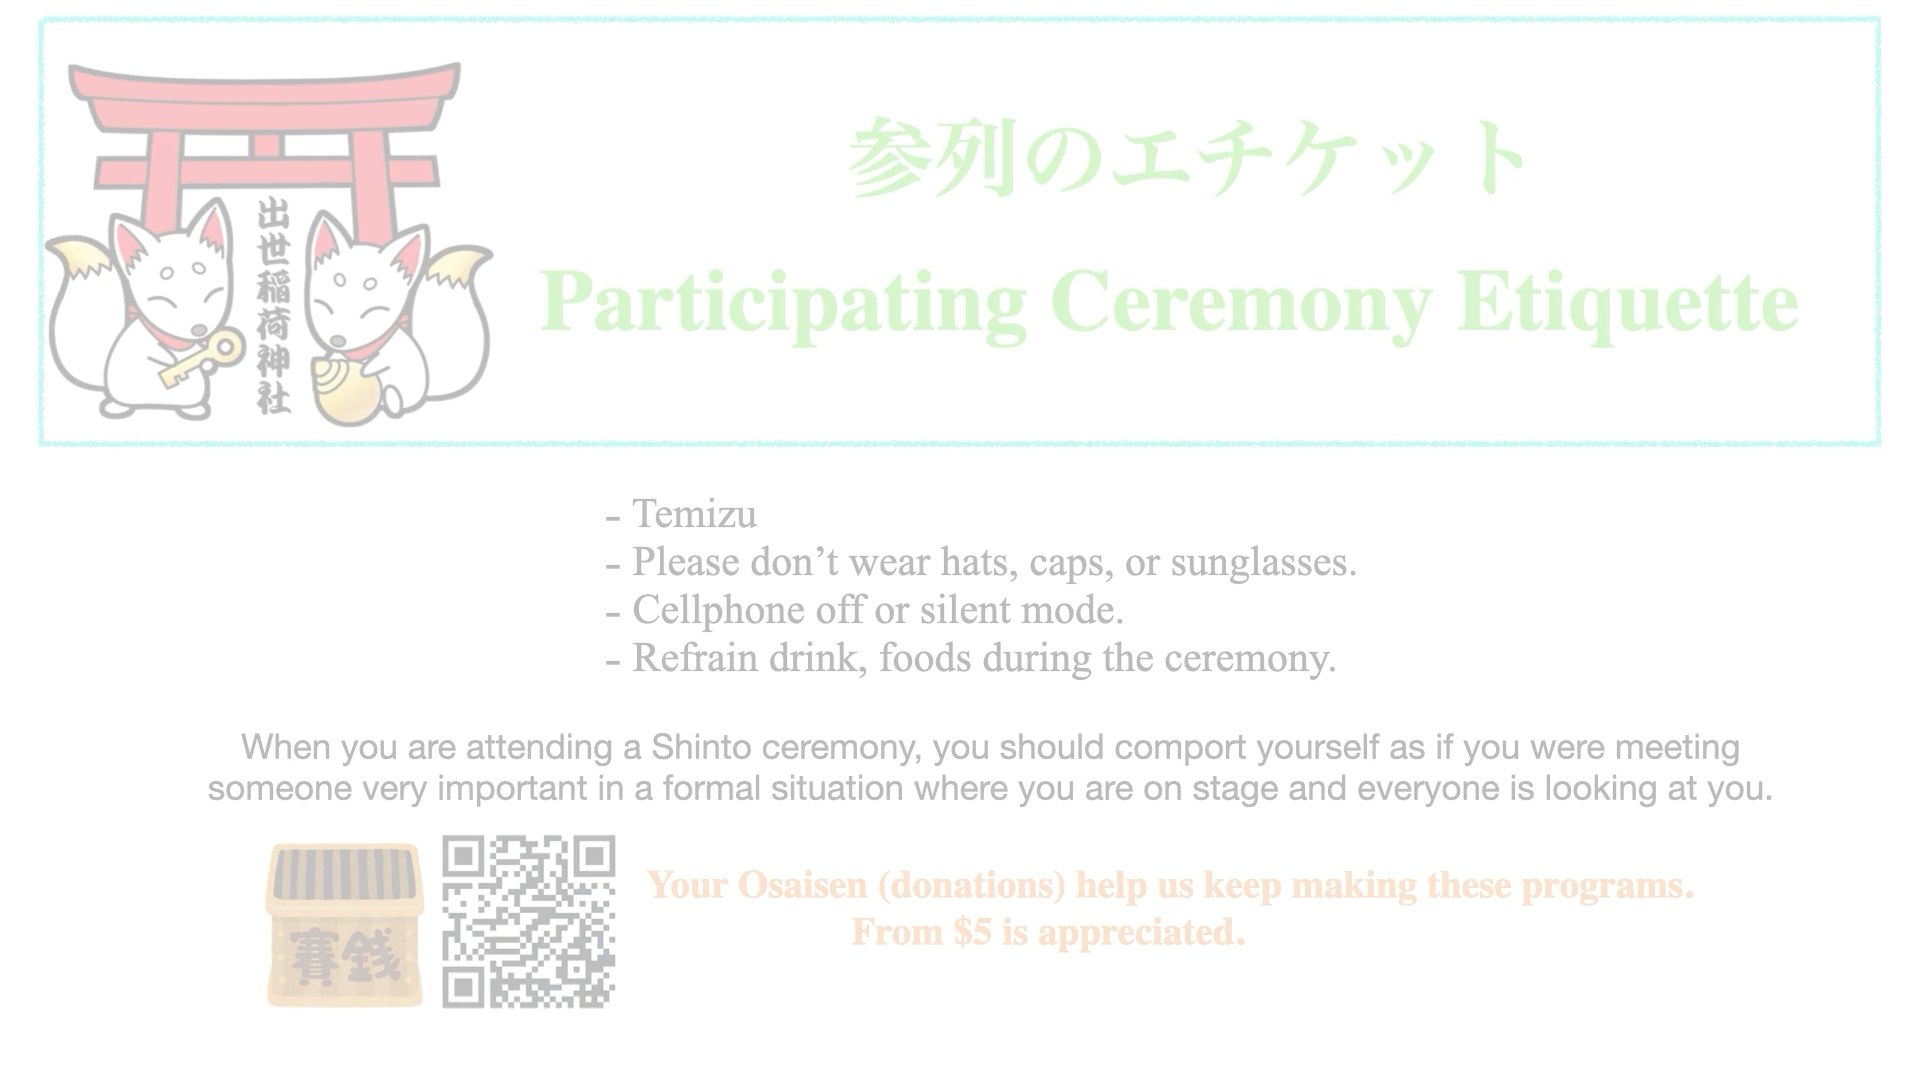 参列のエチケット
Participating Ceremony Etiquette
出世稲荷神社
- Temizu
- Please don’t wear hats, caps, or sunglasses.
- Cellphone off or silent mode.
- Refrain drink, foods during the ceremony.
When you are attending a Shinto ceremony, you should comport yourself as if you were meeting
someone very important in a formal situation where you are on stage and everyone is looking at you.
賽銭
Your Osaisen (donations) help us keep making these programs.
From $5 is appreciated.